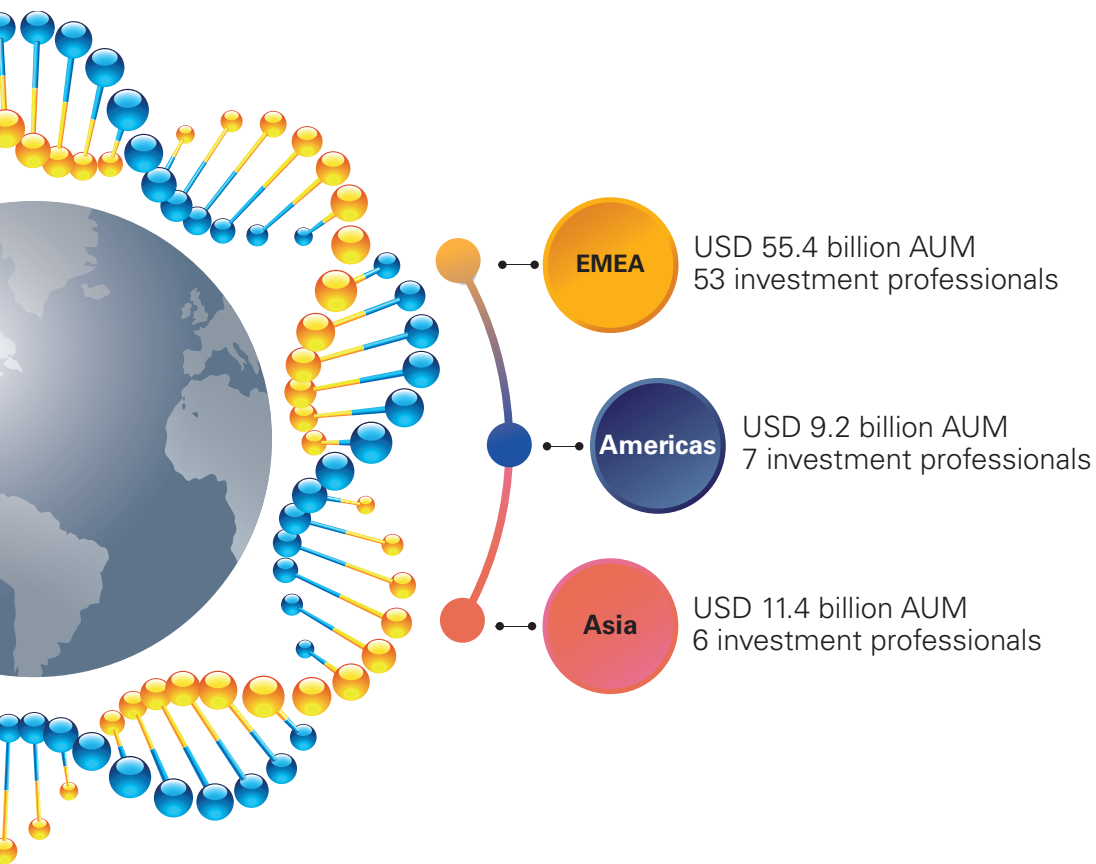 EMEA
USD 55.4 billion AUM
53 investment professionals
Americas
USD 9.2 billion AUM
7 investment professionals
Asia
USD 11.4 billion AUM
6 investment professionals